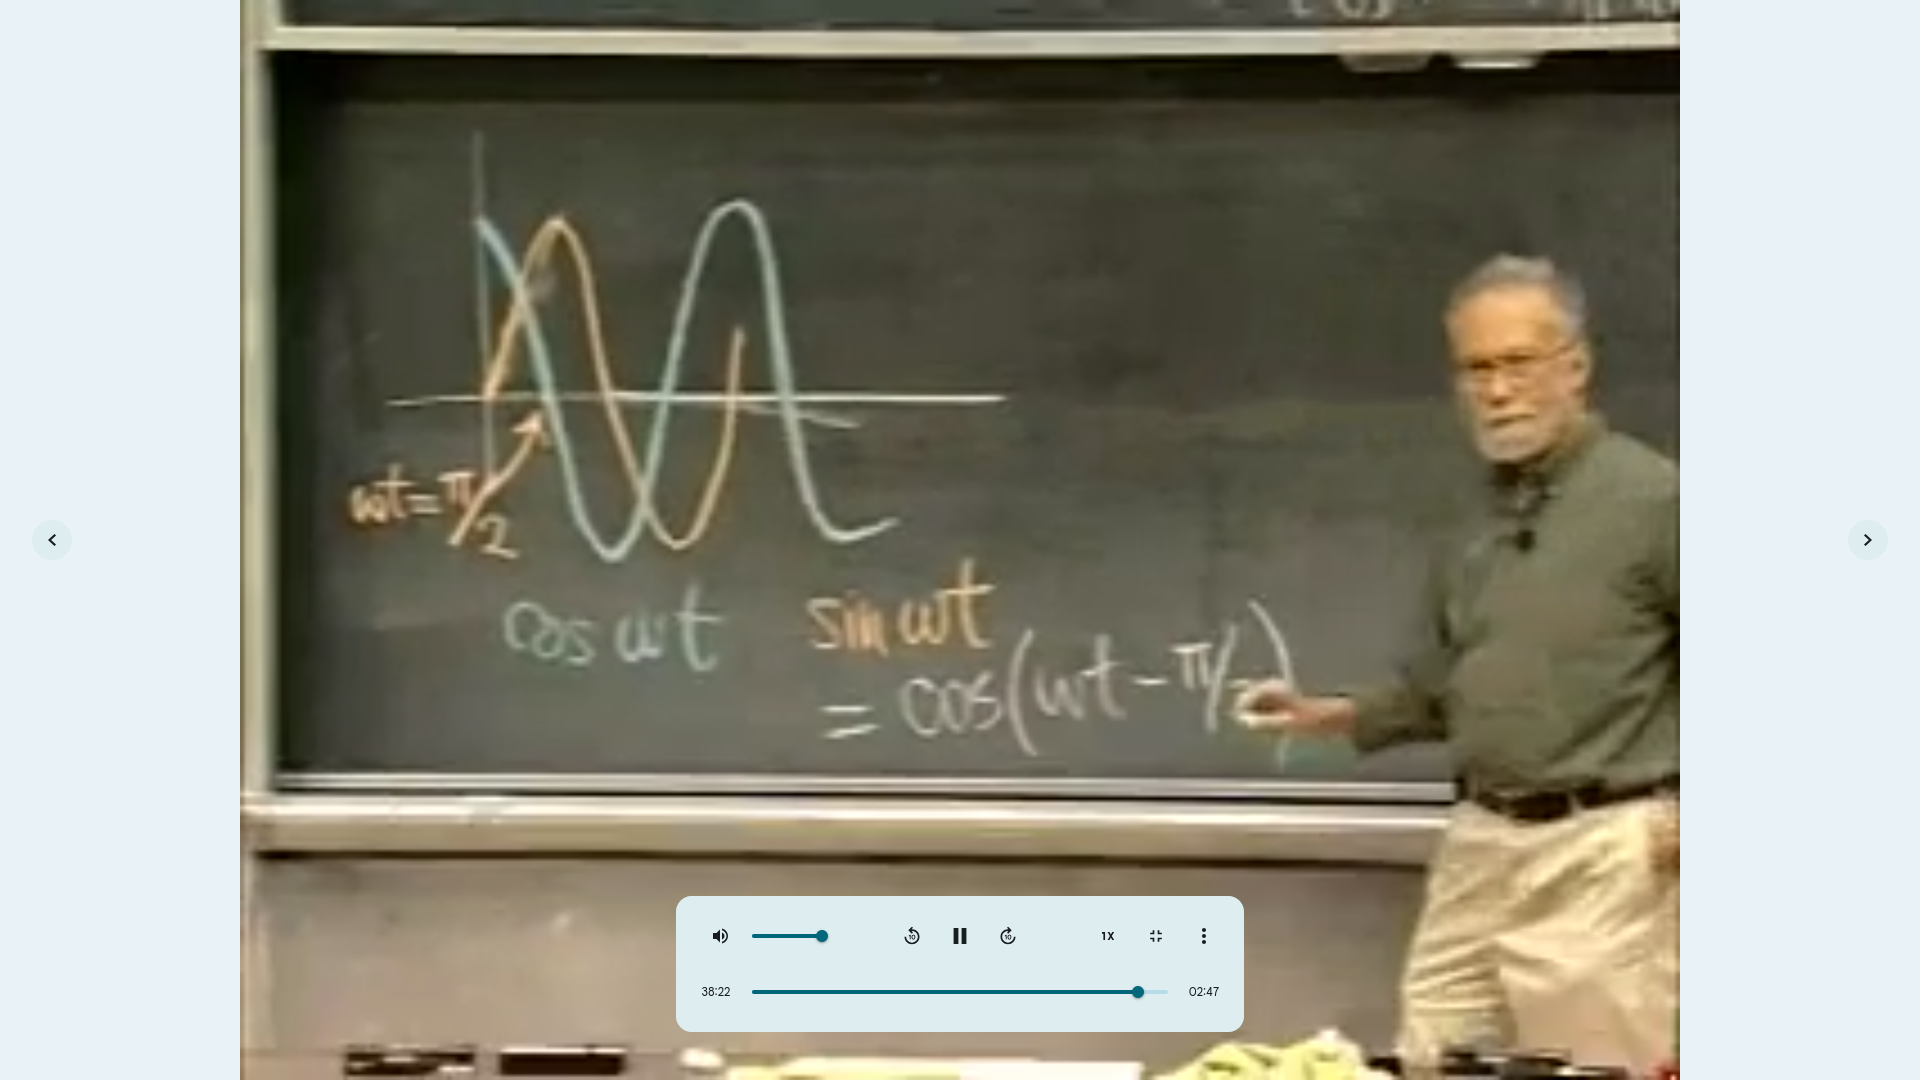 ωt=π/2
cos ωt
sin ωt
= cos(ωt-π/2)
1X
38:22
02:47